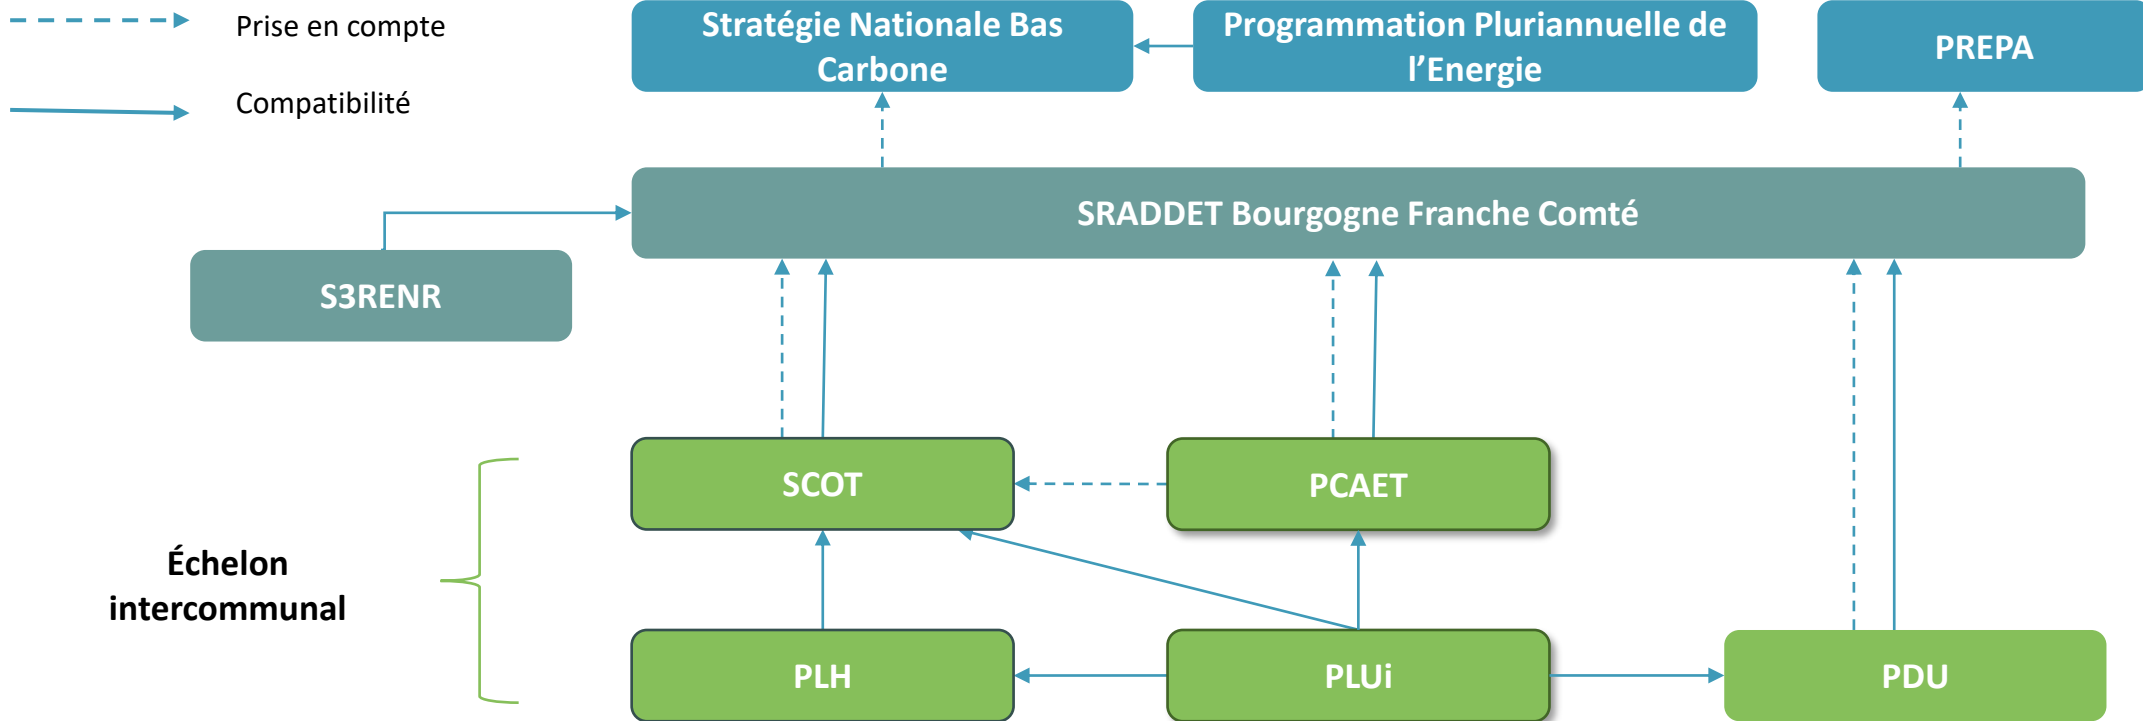 Prise en compte
Compatibilité
Stratégie Nationale Bas
Carbone
Programmation Pluriannuelle de
l’Energie
PREPA
SRADDET Bourgogne Franche Comté
S3RENR
SCOT
PCAET
Échelon
intercommunal
PLH
PLUi
PDU